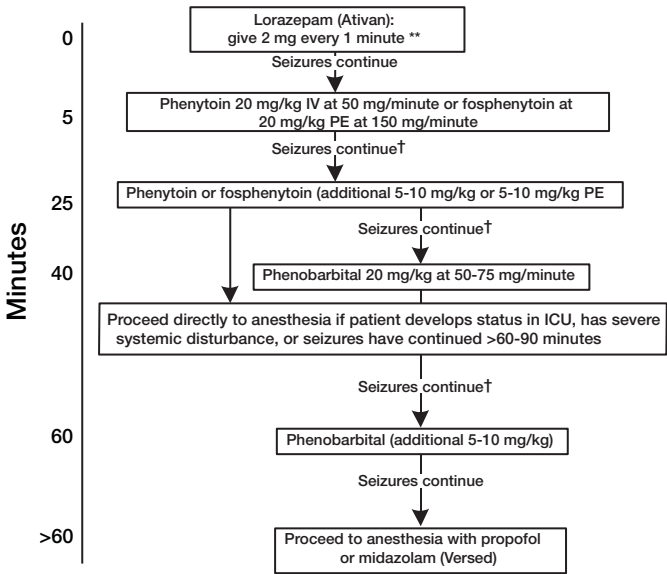 Minutes
0
Lorazepam (Ativan):
give 2 mg every 1 minute **
Seizures continue
5
Phenytoin 20 mg/kg IV at 50 mg/minute or fosphenytoin at
20 mg/kg PE at 150 mg/minute
Seizures continue†
25
Phenytoin or fosphenytoin (additional 5-10 mg/kg or 5-10 mg/kg PE
Seizures continue†
40
Phenobarbital 20 mg/kg at 50-75 mg/minute
Proceed directly to anesthesia if patient develops status in ICU, has severe
systemic disturbance, or seizures have continued >60-90 minutes
Seizures continue†
60
Phenobarbital (additional 5-10 mg/kg)
Seizures continue
>60
Proceed to anesthesia with propofol
or midazolam (Versed)